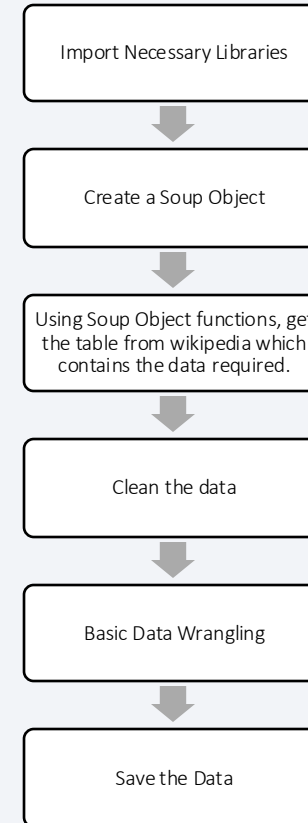 Import Necessary Libraries
Create a Soup Object
Using Soup Object functions, get
the table from wikipedia which
contains the data required.
Clean the data
Basic Data Wrangling
Save the Data